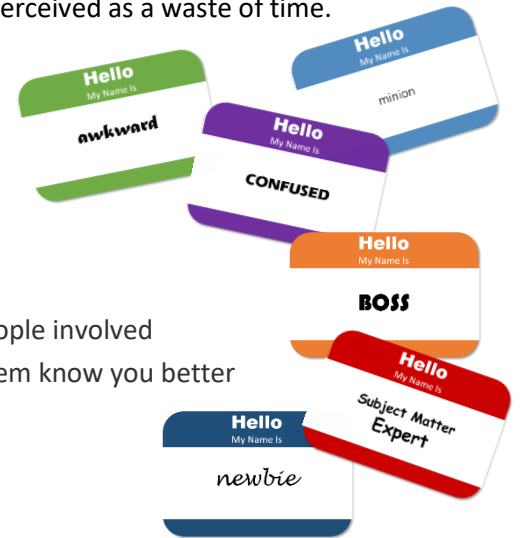 erceived as a waste of time.
Hello
My Name Is
minion
Hello
My Name Is
awkward
Hello
My Name Is
CONFUSED
Hello
My Name Is
BOSS
ople involved
em know you better
Hello
My Name Is
Subject Matter
Expert
Hello
My Name Is
newbie